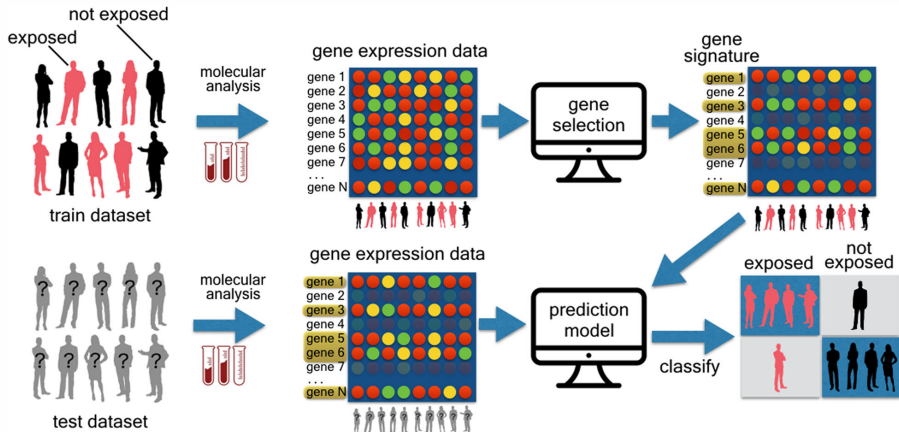 not exposed
exposed
train dataset
molecular
analysis
gene expression data
gene 1
gene 2
gene 3
gene 4
gene 5
gene 6
gene 7
...
gene N
gene
selection
gene
signature
gene 1
gene 2
gene 3
gene 4
gene 5
gene 6
gene 7
...
gene N
? ? ? ? ?
? ? ? ? ?
test dataset
molecular
analysis
gene expression data
gene 1
gene 2
gene 3
gene 4
gene 5
gene 6
gene 7
...
gene N
? ? ? ? ? ? ? ? ? ?
prediction
model
classify
exposed
not
exposed